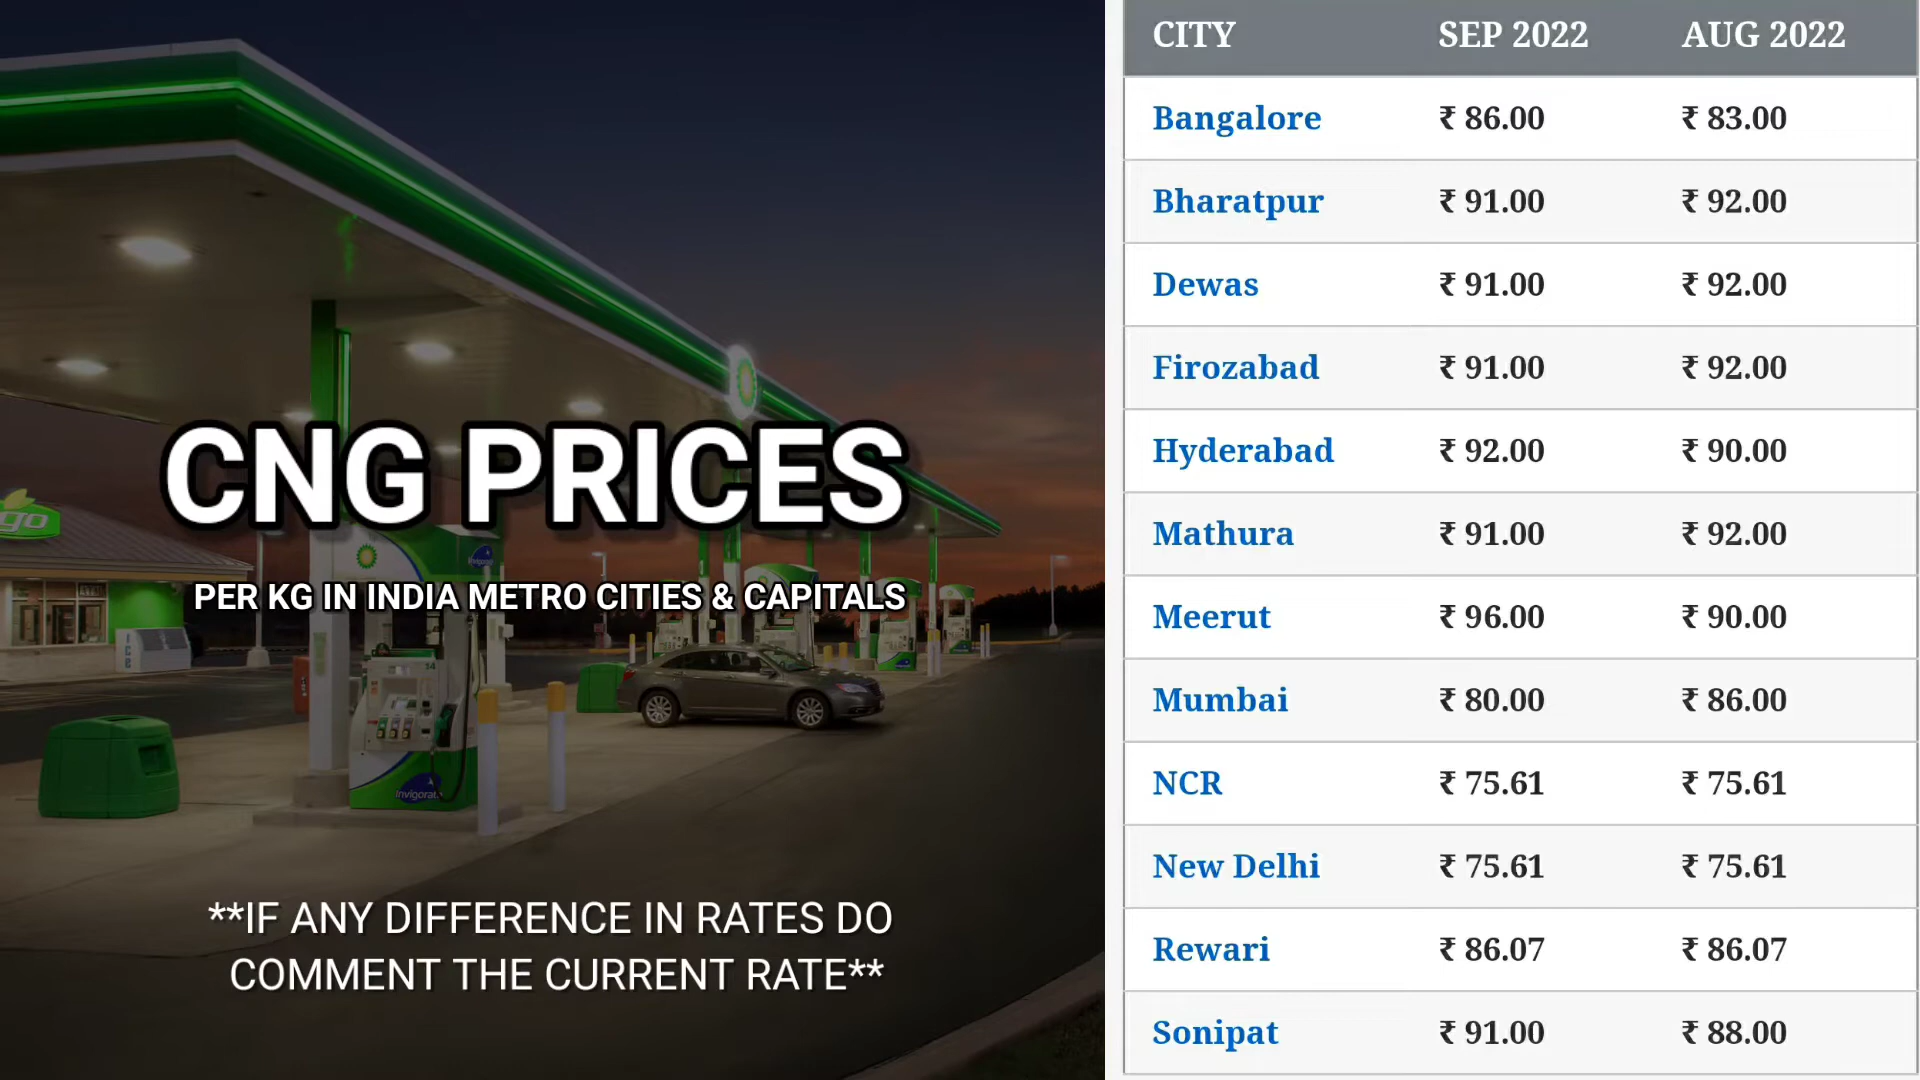 CNG PRICES
PER KG IN INDIA METRO CITIES & CAPITALS
**IF ANY DIFFERENCE IN RATES DO
COMMENT THE CURRENT RATE**
go
14
invigorate
CITY SEP 2022 AUG 2022
Bangalore ₹ 86.00 ₹ 83.00
Bharatpur ₹ 91.00 ₹ 92.00
Dewas ₹ 91.00 ₹ 92.00
Firozabad ₹ 91.00 ₹ 92.00
Hyderabad ₹ 92.00 ₹ 90.00
Mathura ₹ 91.00 ₹ 92.00
Meerut ₹ 96.00 ₹ 90.00
Mumbai ₹ 80.00 ₹ 86.00
NCR ₹ 75.61 ₹ 75.61
New Delhi ₹ 75.61 ₹ 75.61
Rewari ₹ 86.07 ₹ 86.07
Sonipat ₹ 91.00 ₹ 88.00